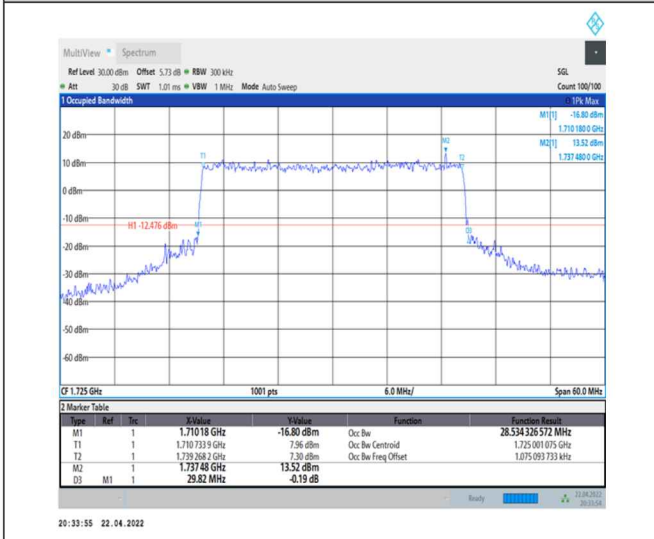 MultiView Spectrum
Ref Level 30.00 dBm Offset 5.73 dB RBW 300 kHz SGL
Att 30 dB SWT 1.01 ms VBW 1 MHz Mode Auto Sweep Count 100/100
1 Occupied Bandwidth 1Pk Max
M1[1] -16.80 dBm
1.710 180 0 GHz
20 dBm M2 M2[1] 13.52 dBm
T1 T2 1.737 480 0 GHz
10 dBm
0 dBm
-10 dBm
H1 -12.476 dBm M1
D3
-20 dBm
-30 dBm
-40 dBm
-50 dBm
-60 dBm
CF 1.725 GHz 1001 pts 6.0 MHz/ Span 60.0 MHz
2 Marker Table
Type Ref Trc X-Value Y-Value Function Function Result
M1 1 1.710 18 GHz -16.80 dBm Occ Bw 28.534 326 572 MHz
T1 1 1.710 733 9 GHz 7.96 dBm Occ Bw Centroid 1.725 001 075 GHz
T2 1 1.739 268 2 GHz 7.30 dBm Occ Bw Freq Offset 1.075 093 733 kHz
M2 1 1.737 48 GHz 13.52 dBm
D3 M1 1 29.82 MHz -0.19 dB
Ready 22.04.2022
20:33:54
20:33:55 22.04.2022